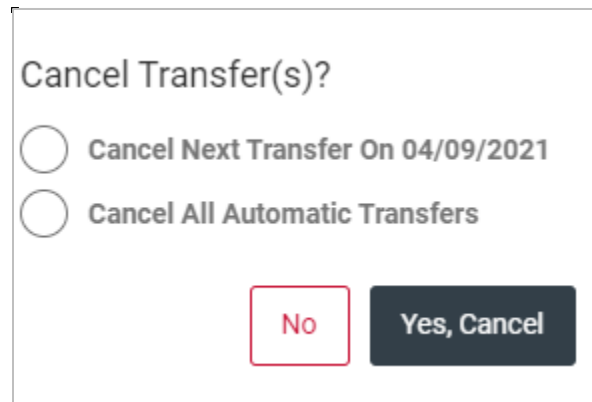 Cancel Transfer(s)?
Cancel Next Transfer On 04/09/2021
Cancel All Automatic Transfers
No
Yes, Cancel